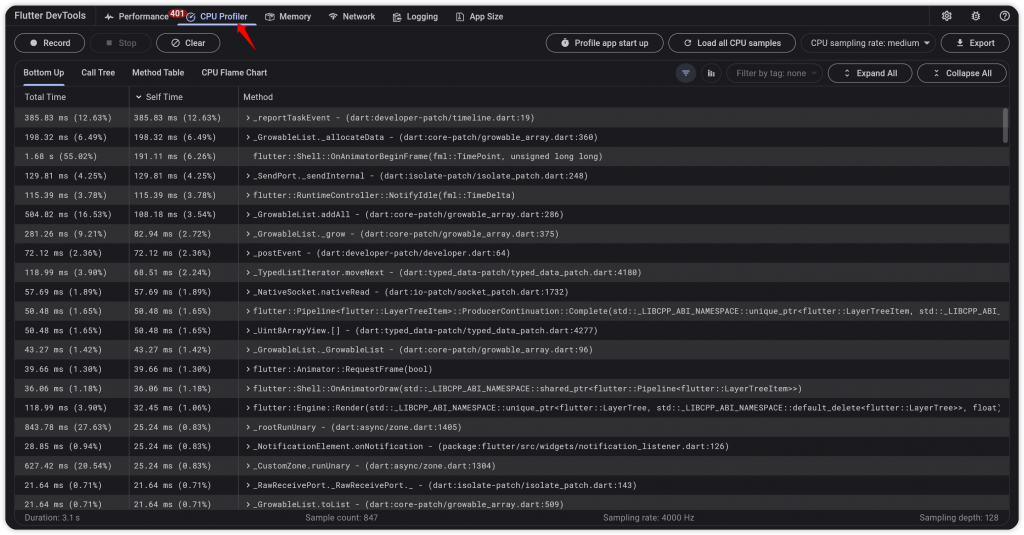 Flutter DevTools Performance 401 CPU Profiler Memory Network Logging App Size
Record Stop Clear Profile app start up Load all CPU samples CPU sampling rate: medium Export
Bottom Up Call Tree Method Table CPU Flame Chart Filter by tag: none Expand All Collapse All
Total Time Self Time Method
385.83 ms (12.63%) 385.83 ms (12.63%) _reportTaskEvent - (dart:developer-patch/timeline.dart:19)
198.32 ms (6.49%) 198.32 ms (6.49%) _GrowableList._allocateData - (dart:core-patch/growable_array.dart:360)
1.68 s (55.02%) 191.11 ms (6.26%) flutter::Shell::OnAnimatorBeginFrame(fml::TimePoint, unsigned long long)
129.81 ms (4.25%) 129.81 ms (4.25%) _SendPort._sendInternal - (dart:isolate-patch/isolate_patch.dart:248)
115.39 ms (3.78%) 115.39 ms (3.78%) flutter::RuntimeController::NotifyIdle(fml::TimeDelta)
504.82 ms (16.53%) 108.18 ms (3.54%) _GrowableList.addAll - (dart:core-patch/growable_array.dart:286)
281.26 ms (9.21%) 82.94 ms (2.72%) _GrowableList._grow - (dart:core-patch/growable_array.dart:375)
72.12 ms (2.36%) 72.12 ms (2.36%) _postEvent - (dart:developer-patch/developer.dart:64)
118.99 ms (3.90%) 68.51 ms (2.24%) _TypedListIterator.moveNext - (dart:typed_data-patch/typed_data_patch.dart:4180)
57.69 ms (1.89%) 57.69 ms (1.89%) _NativeSocket.nativeRead - (dart:io-patch/socket_patch.dart:1732)
50.48 ms (1.65%) 50.48 ms (1.65%) flutter::Pipeline<flutter::LayerTreeItem>::ProducerContinuation::Complete(std::_LIBCPP_ABI_NAMESPACE::unique_ptr<flutter::LayerTreeItem, std::_LIBCPP_ABI_
50.48 ms (1.65%) 50.48 ms (1.65%) _Uint8ArrayView.[] - (dart:typed_data-patch/typed_data_patch.dart:4277)
43.27 ms (1.42%) 43.27 ms (1.42%) _GrowableList._GrowableList - (dart:core-patch/growable_array.dart:96)
39.66 ms (1.30%) 39.66 ms (1.30%) flutter::Animator::RequestFrame(bool)
36.06 ms (1.18%) 36.06 ms (1.18%) flutter::Shell::OnAnimatorDraw(std::_LIBCPP_ABI_NAMESPACE::shared_ptr<flutter::Pipeline<flutter::LayerTreeItem>>)
118.99 ms (3.90%) 32.45 ms (1.06%) flutter::Engine::Render(std::_LIBCPP_ABI_NAMESPACE::unique_ptr<flutter::LayerTree, std::_LIBCPP_ABI_NAMESPACE::default_delete<flutter::LayerTree>>, float)
843.78 ms (27.63%) 25.24 ms (0.83%) _rootRunUnary - (dart:async/zone.dart:1405)
28.85 ms (0.94%) 25.24 ms (0.83%) _NotificationElement.onNotification - (package:flutter/src/widgets/notification_listener.dart:126)
627.42 ms (20.54%) 25.24 ms (0.83%) _CustomZone.runUnary - (dart:async/zone.dart:1304)
21.64 ms (0.71%) 21.64 ms (0.71%) _RawReceivePort._RawReceivePort._ - (dart:isolate-patch/isolate_patch.dart:143)
21.64 ms (0.71%) 21.64 ms (0.71%) _GrowableList.toList - (dart:core-patch/growable_array.dart:509)
Duration: 3.1 s Sample count: 847 Sampling rate: 4000 Hz Sampling depth: 128